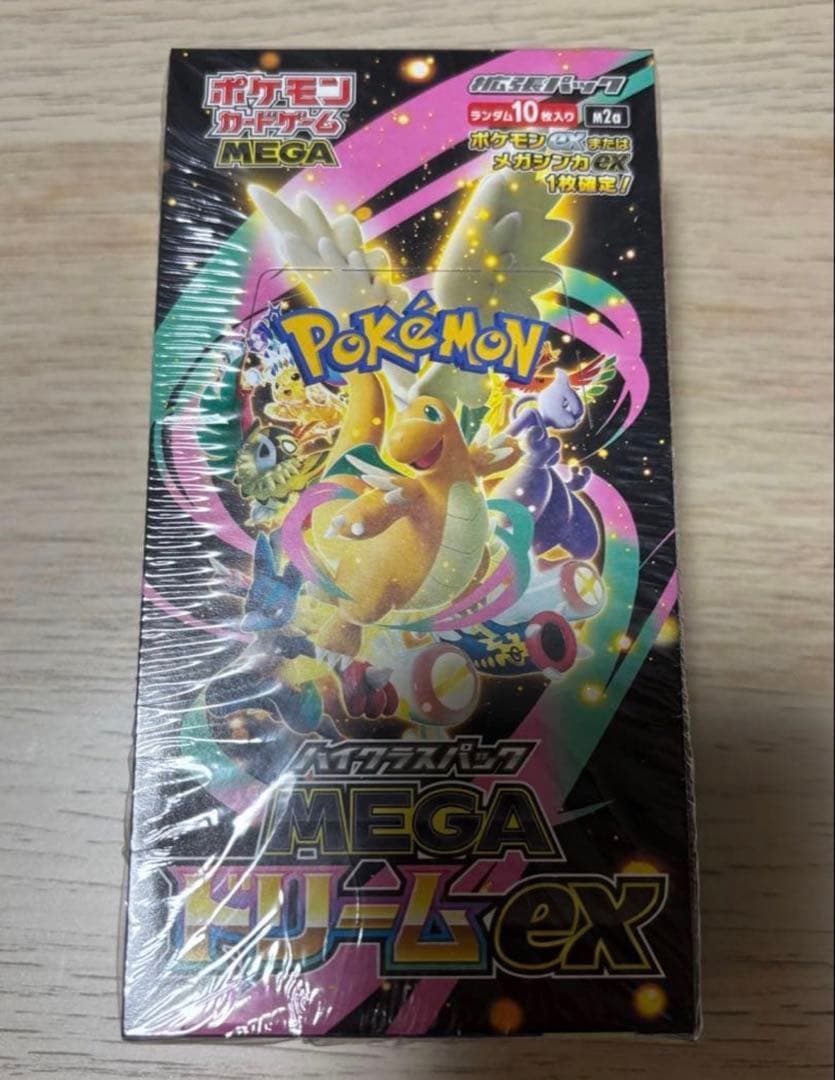 ポケモン
カードゲーム
MEGA
拡張パック
ランダム10枚入り M2a
ポケモンexまたは
メガシンカex
1枚確定!
POKéMON
ハイクラスパック
MEGA
ドリームex